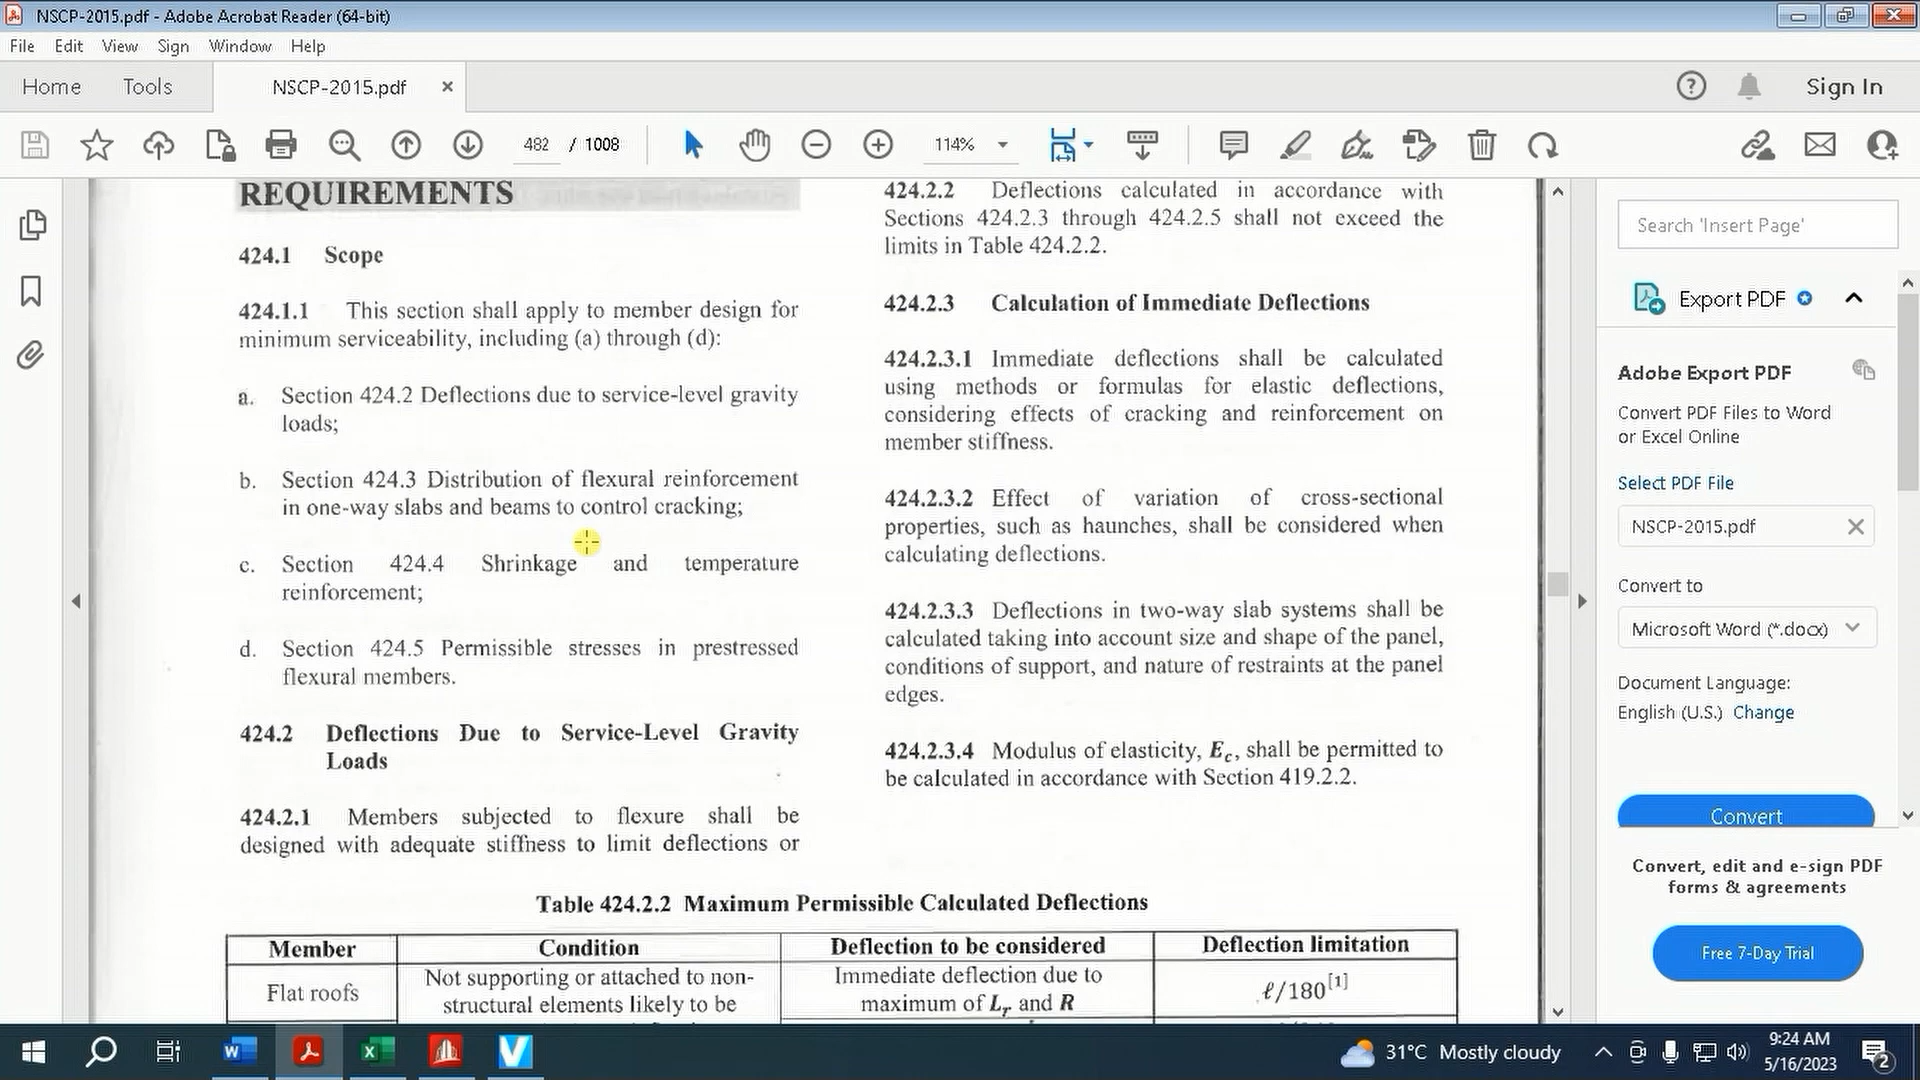 NSCP-2015.pdf - Adobe Acrobat Reader (64-bit)
File Edit View Sign Window Help
Home Tools NSCP-2015.pdf × Sign In
482 / 1008 114%
REQUIREMENTS
424.1 Scope
424.1.1 This section shall apply to member design for
minimum serviceability, including (a) through (d):
a. Section 424.2 Deflections due to service-level gravity
loads;
b. Section 424.3 Distribution of flexural reinforcement
in one-way slabs and beams to control cracking;
c. Section 424.4 Shrinkage and temperature
reinforcement;
d. Section 424.5 Permissible stresses in prestressed
flexural members.
424.2 Deflections Due to Service-Level Gravity
Loads
424.2.1 Members subjected to flexure shall be
designed with adequate stiffness to limit deflections or
424.2.2 Deflections calculated in accordance with
Sections 424.2.3 through 424.2.5 shall not exceed the
limits in Table 424.2.2.
424.2.3 Calculation of Immediate Deflections
424.2.3.1 Immediate deflections shall be calculated
using methods or formulas for elastic deflections,
considering effects of cracking and reinforcement on
member stiffness.
424.2.3.2 Effect of variation of cross-sectional
properties, such as haunches, shall be considered when
calculating deflections.
424.2.3.3 Deflections in two-way slab systems shall be
calculated taking into account size and shape of the panel,
conditions of support, and nature of restraints at the panel
edges.
424.2.3.4 Modulus of elasticity, Ec, shall be permitted to
be calculated in accordance with Section 419.2.2.
Table 424.2.2 Maximum Permissible Calculated Deflections
Member Condition Deflection to be considered Deflection limitation
Flat roofs
Not supporting or attached to non-
structural elements likely to be
Immediate deflection due to
maximum of Lr and R
ℓ/180[1]
Search 'Insert Page'
Export PDF
Adobe Export PDF
Convert PDF Files to Word
or Excel Online
Select PDF File
NSCP-2015.pdf
Convert to
Microsoft Word (*.docx)
Document Language:
English (U.S.) Change
Convert
Convert, edit and e-sign PDF
forms & agreements
Free 7-Day Trial
31°C Mostly cloudy
9:24 AM
5/16/2023
2